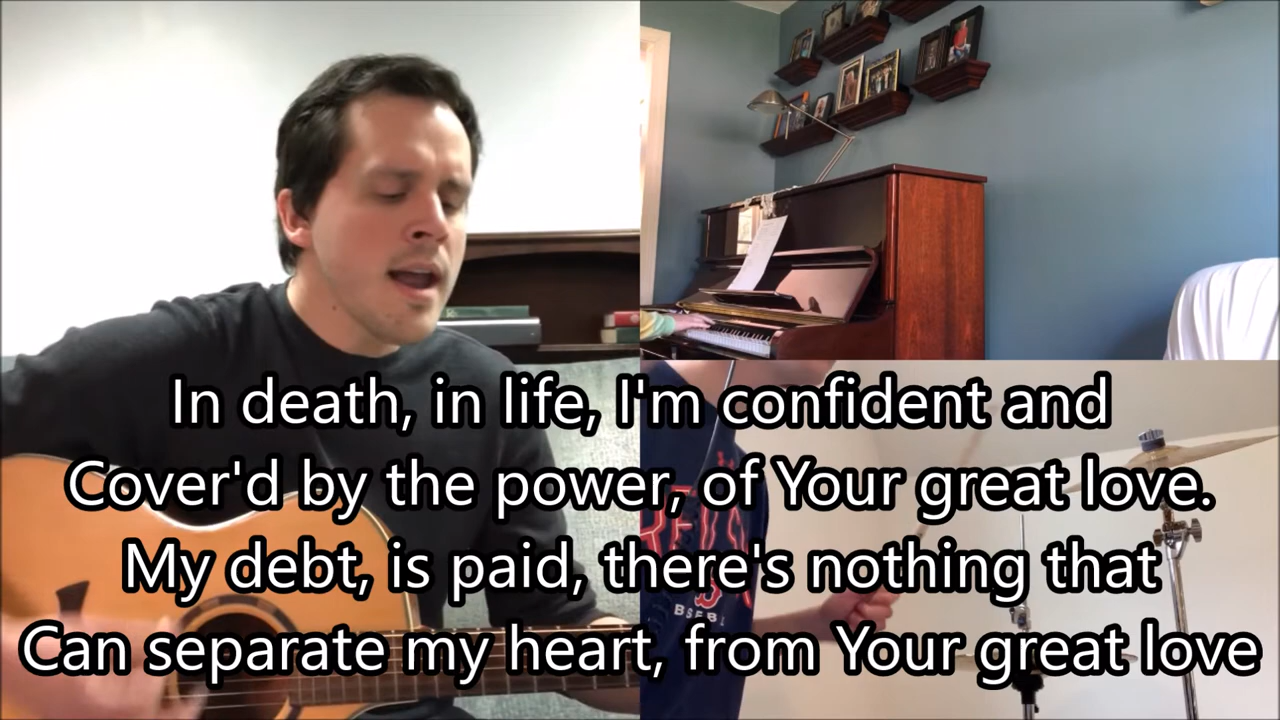 In death, in life, I'm confident and
Cover'd by the power, of Your great love.
My debt, is paid, there's nothing that
Can separate my heart, from Your great love